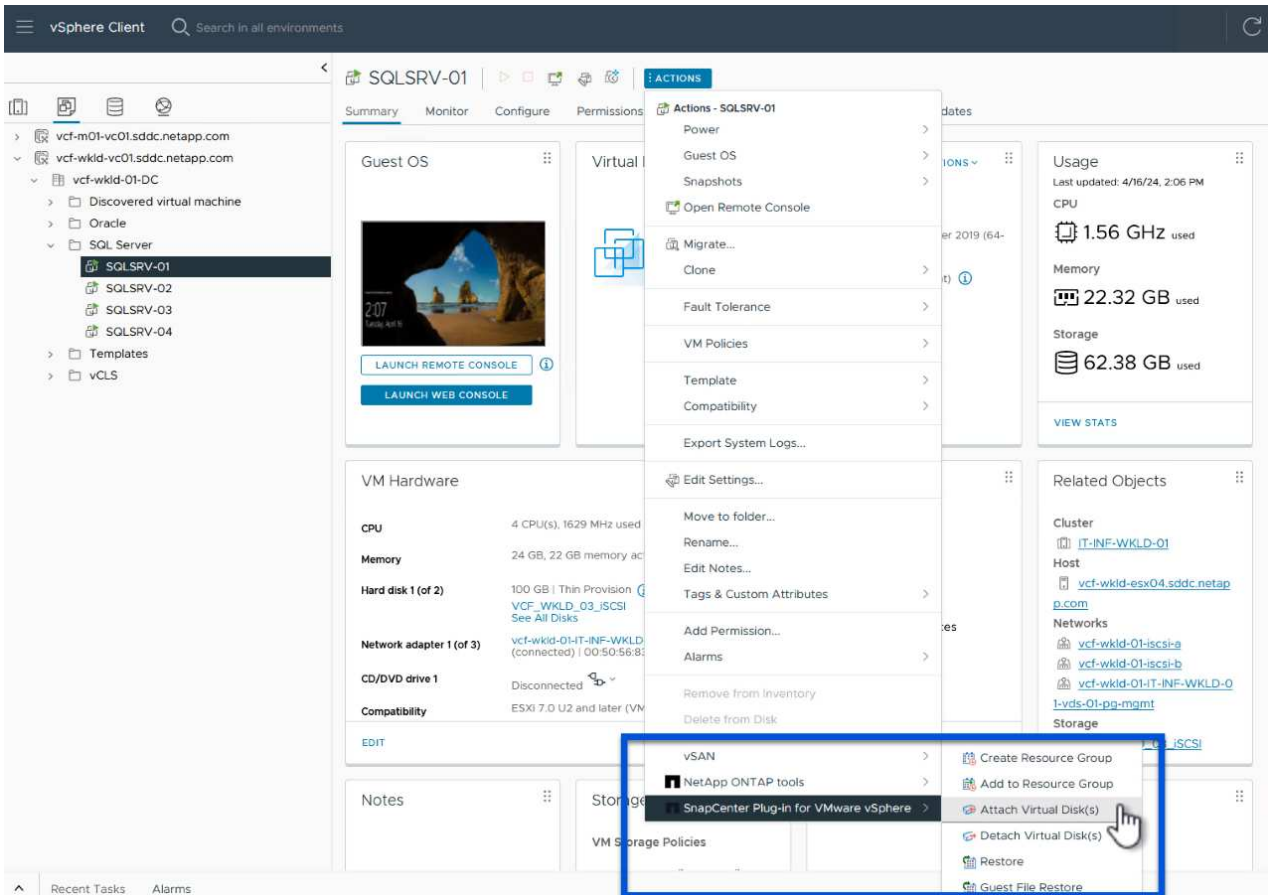 vSphere Client
Search in all environments
SQLSRV-01
ACTIONS
Summary
Monitor
Configure
Permissions
dates
vcf-m01-vc01.sddc.netapp.com
vcf-wkld-vc01.sddc.netapp.com
vcf-wkld-01-DC
Discovered virtual machine
Oracle
SQL Server
SQLSRV-01
SQLSRV-02
SQLSRV-03
SQLSRV-04
Templates
vCLS
Guest OS
2:07
Tuesday, April 16
LAUNCH REMOTE CONSOLE
LAUNCH WEB CONSOLE
Virtual
IONS
er 2019 (64-
Actions - SQLSRV-01
Power
Guest OS
Snapshots
Open Remote Console
Migrate...
Clone
Fault Tolerance
VM Policies
Template
Compatibility
Export System Logs...
Edit Settings...
Move to folder...
Rename...
Edit Notes...
Tags & Custom Attributes
Add Permission...
Alarms
Remove from Inventory
Delete from Disk
vSAN
NetApp ONTAP tools
SnapCenter Plug-in for VMware vSphere
Create Resource Group
Add to Resource Group
Attach Virtual Disk(s)
Detach Virtual Disk(s)
Restore
Guest File Restore
Usage
Last updated: 4/16/24, 2:06 PM
CPU
1.56 GHz used
Memory
22.32 GB used
Storage
62.38 GB used
VIEW STATS
VM Hardware
CPU
4 CPU(s), 1629 MHz used
Memory
24 GB, 22 GB memory ac
Hard disk 1 (of 2)
100 GB | Thin Provision
VCF_WKLD_03_iSCSI
See All Disks
Network adapter 1 (of 3)
vcf-wkld-01-IT-INF-WKLD-
(connected) | 00:50:56:83
CD/DVD drive 1
Disconnected
Compatibility
ESXi 7.0 U2 and later (VM
EDIT
Related Objects
Cluster
IT-INF-WKLD-01
Host
vcf-wkld-esx04.sddc.netap
p.com
Networks
vcf-wkld-01-iscsi-a
vcf-wkld-01-iscsi-b
vcf-wkld-01-IT-INF-WKLD-0
1-vds-01-pg-mgmt
Storage
iSCSI
Notes
Storage
VM Storage Policies
Recent Tasks
Alarms